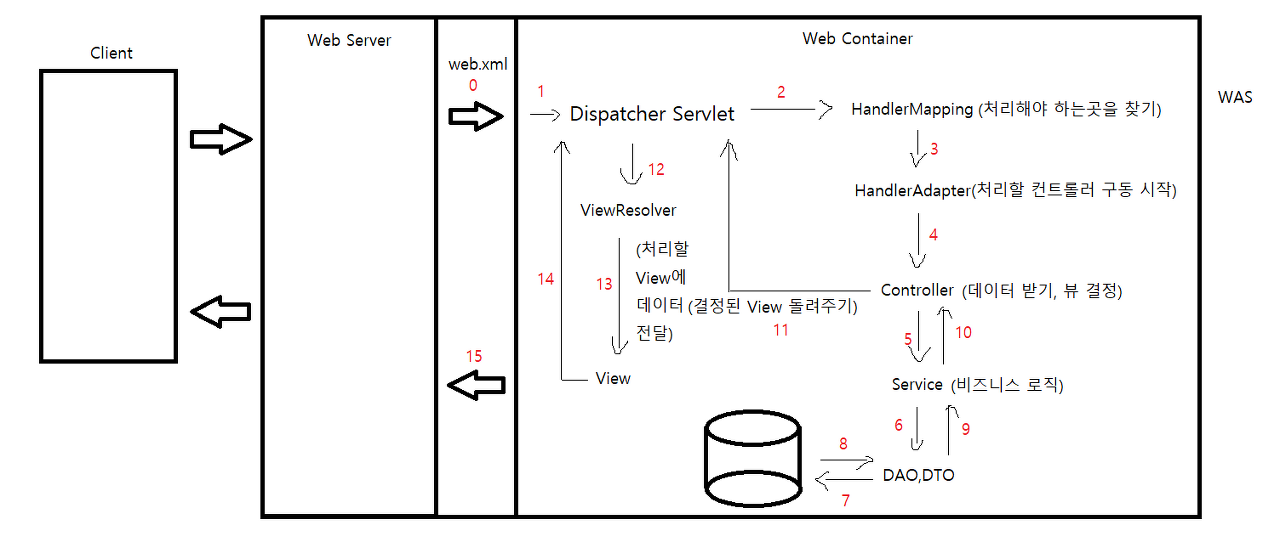 Client
Web Server
web.xml
0
Web Container
WAS
1
Dispatcher Servlet
2
HandlerMapping (처리해야 하는곳을 찾기)
3
HandlerAdapter(처리할 컨트롤러 구동 시작)
4
12
ViewResolver
(처리할
View에
데이터
전달)
13
14
View
15
Controller (데이터 받기, 뷰 결정)
(결정된 View 돌려주기)
11
5
10
Service (비즈니스 로직)
6
9
8
DAO,DTO
7